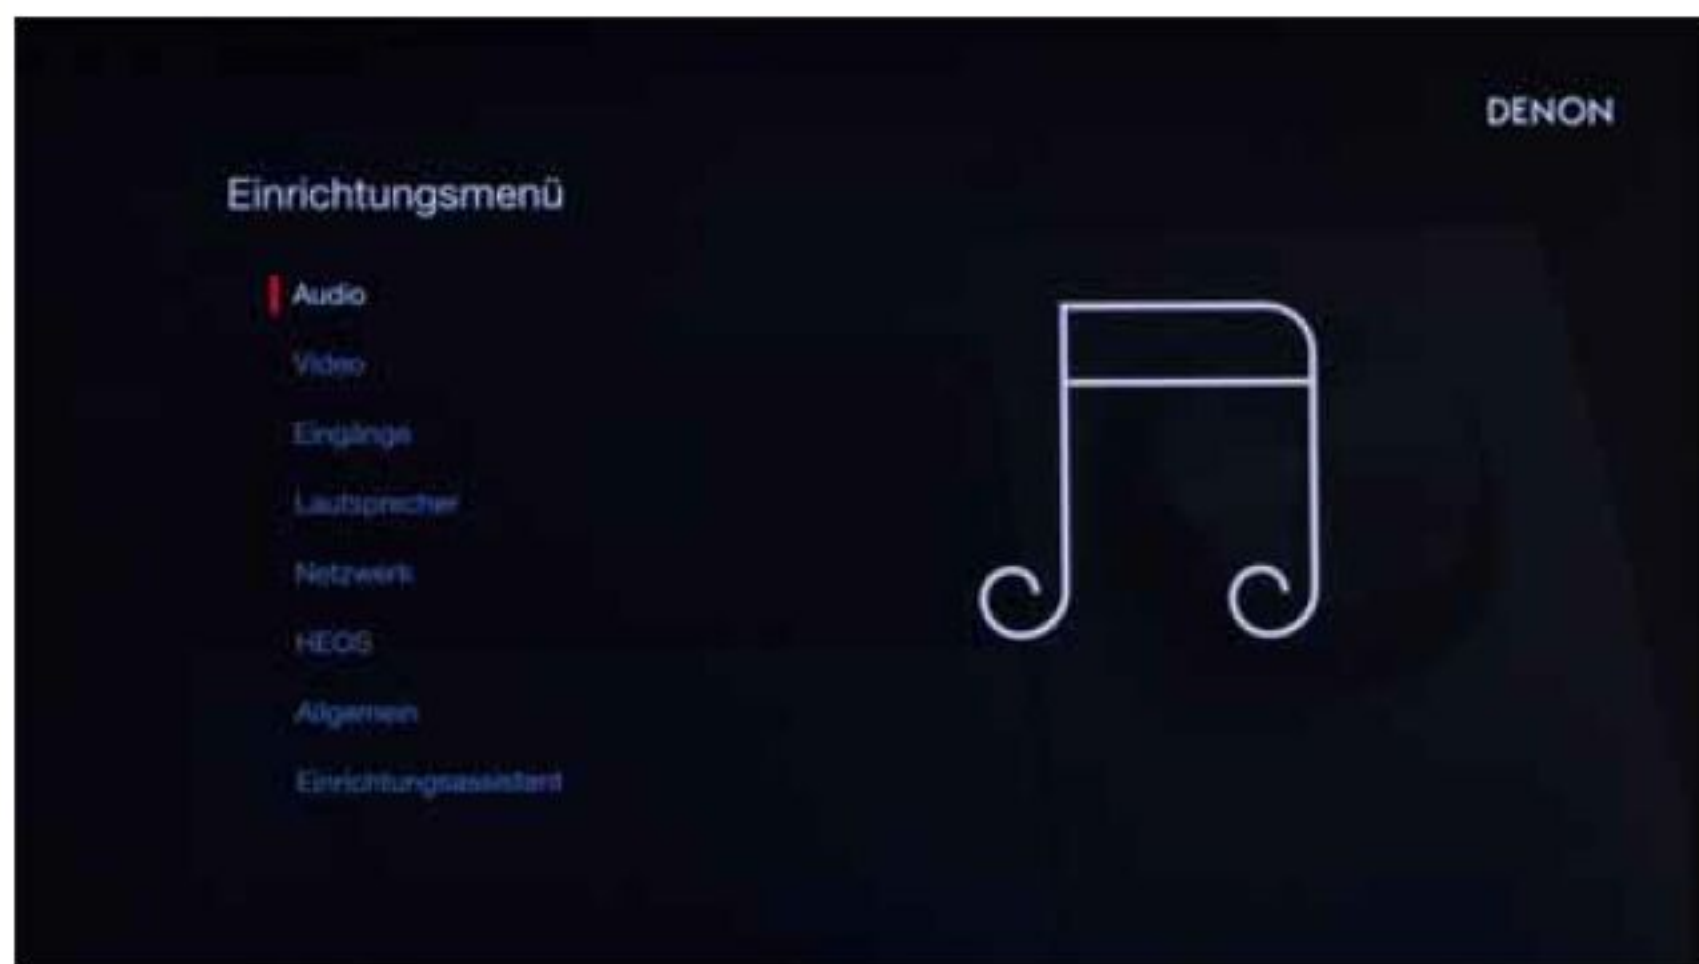 DENON
Einrichtungsmenü
Audio
Video
Eingänge
Lautsprecher
Netzwerk
HEOS
Allgemein
Einrichtungsassistent